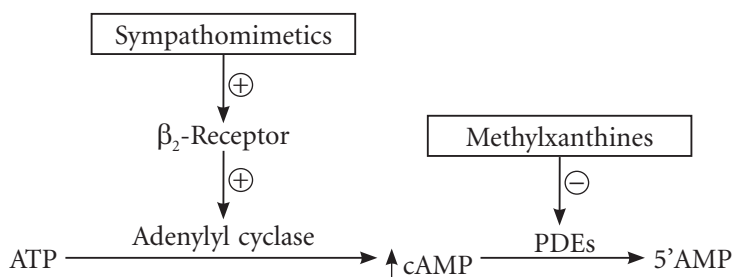 Sympathomimetics
⊕
β₂-Receptor
Methylxanthines
⊕
⊖
Adenylyl cyclase
PDEs
ATP
cAMP
5’AMP